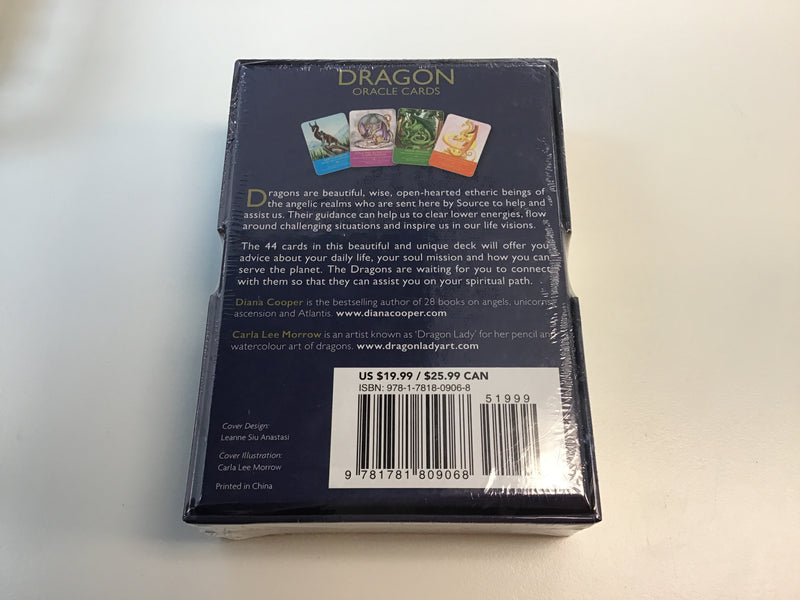 DRAGON
ORACLE CARDS
Dragons are beautiful, wise, open-hearted etheric beings of
the angelic realms who are sent here by Source to help and
assist us. Their guidance can help us to clear lower energies, flow
around challenging situations and inspire us in our life visions.
The 44 cards in this beautiful and unique deck will offer you
advice about your daily life, your soul mission and how you can
serve the planet. The Dragons are waiting for you to connect
with them so that they can assist you on your spiritual path.
Diana Cooper is the bestselling author of 28 books on angels, unicorns,
ascension and Atlantis. www.dianacooper.com
Carla Lee Morrow is an artist known as 'Dragon Lady' for her pencil and
watercolour art of dragons. www.dragonladyart.com
US $19.99 / $25.99 CAN
ISBN: 978-1-7818-0906-8
51999
9 781781 809068
Cover Design:
Leanne Siu Anastasi
Cover Illustration:
Carla Lee Morrow
Printed in China